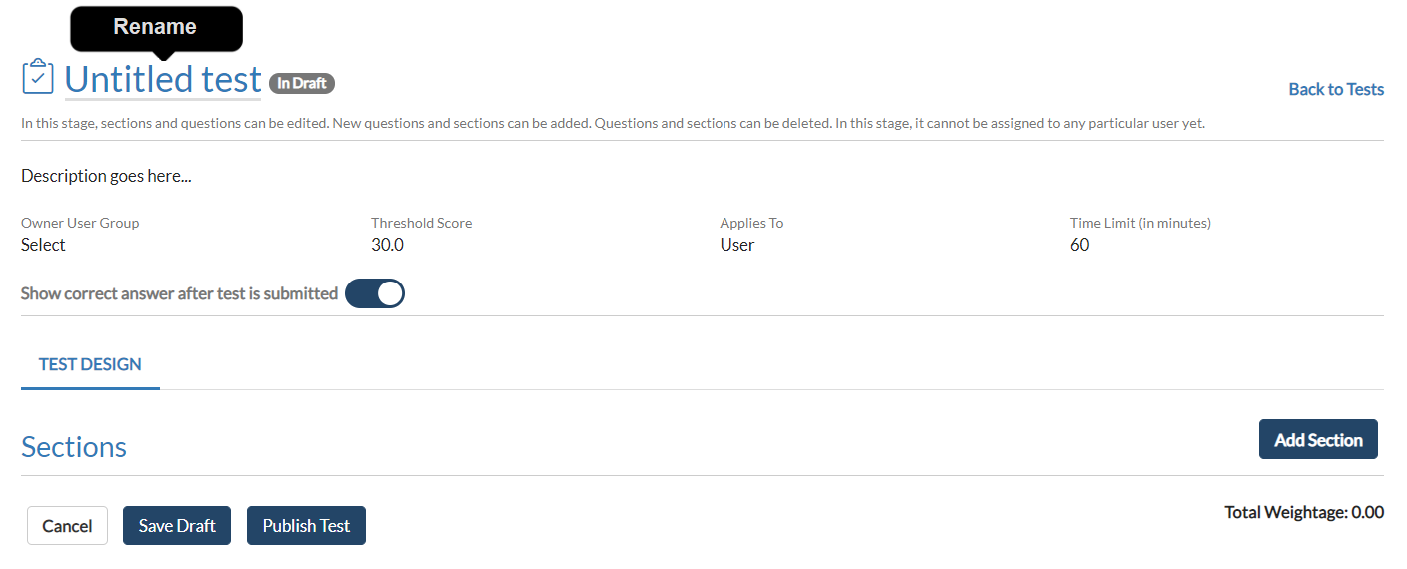 Rename
Untitled test In Draft
Back to Tests
In this stage, sections and questions can be edited. New questions and sections can be added. Questions and sections can be deleted. In this stage, it cannot be assigned to any particular user yet.
Description goes here...
Owner User Group Threshold Score Applies To Time Limit (in minutes)
Select 30.0 User 60
Show correct answer after test is submitted
TEST DESIGN
Sections Add Section
Cancel Save Draft Publish Test Total Weightage: 0.00